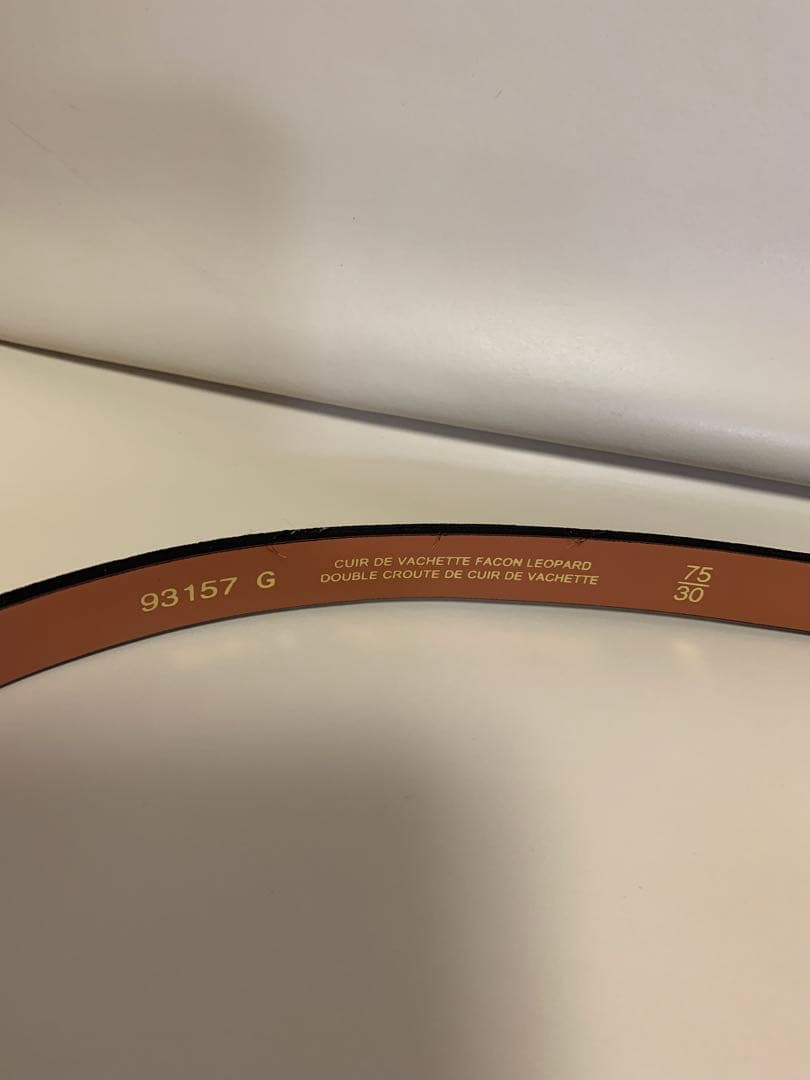 93157 G
CUIR DE VACHETTE FACON LEOPARD
DOUBLE CROUTE DE CUIR DE VACHETTE
75
30